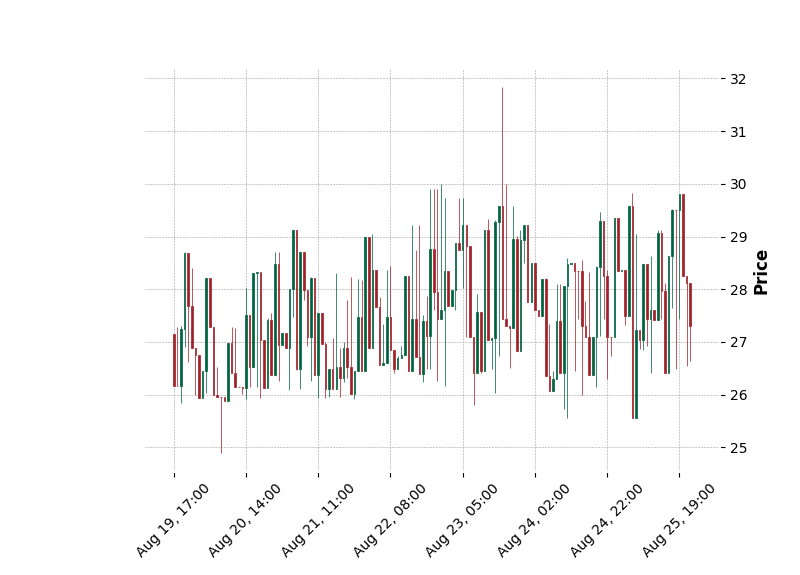 32
31
30
29
28
27
26
25
Price
Aug 19, 17:00
Aug 20, 14:00
Aug 21, 11:00
Aug 22, 08:00
Aug 23, 05:00
Aug 24, 02:00
Aug 24, 22:00
Aug 25, 19:00